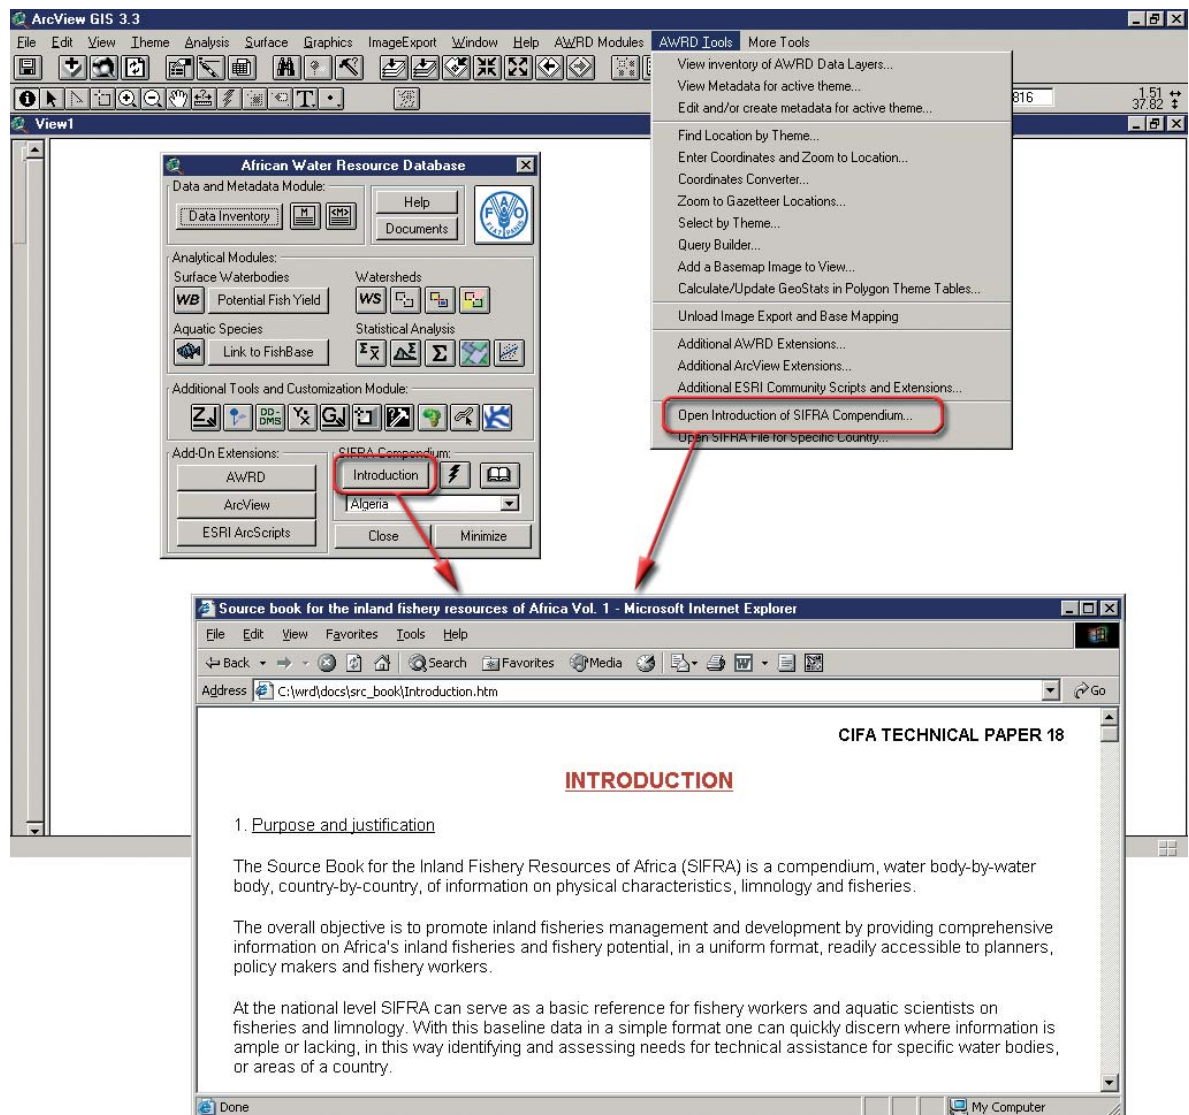 ArcView GIS 3.3
File Edit View Theme Analysis Surface Graphics ImageExport Window Help AWRD Modules AWRD Tools More Tools
816
1.51
37.82
View1
View inventory of AWRD Data Layers...
View Metadata for active theme...
Edit and/or create metadata for active theme...
Find Location by Theme...
Enter Coordinates and Zoom to Location...
Coordinates Converter...
Zoom to Gazetteer Locations...
Select by Theme...
Query Builder...
Add a Basemap Image to View...
Calculate/Update GeoStats in Polygon Theme Tables...
Unload Image Export and Base Mapping
Additional AWRD Extensions...
Additional ArcView Extensions...
Additional ESRI Community Scripts and Extensions...
Open Introduction of SIFRA Compendium...
Open SIFRA File for Specific Country...
African Water Resource Database
Data and Metadata Module:
Data Inventory M <M>
Help
Documents
FAO
FIAT PANIS
Analytical Modules:
Surface Waterbodies Watersheds
WB Potential Fish Yield WS
Aquatic Species Statistical Analysis
Link to FishBase Σx̅ Σ Σ
Additional Tools and Customization Module:
Z DD-DMS YX G
Add-On Extensions: SIFRA Compendium:
AWRD Introduction
ArcView Algeria
ESRI ArcScripts Close Minimize
Source book for the inland fishery resources of Africa Vol. 1 - Microsoft Internet Explorer
File Edit View Favorites Tools Help
Back Search Favorites Media
Address C:\wrd\docs\src_book\Introduction.htm Go
CIFA TECHNICAL PAPER 18
INTRODUCTION
1. Purpose and justification
The Source Book for the Inland Fishery Resources of Africa (SIFRA) is a compendium, water body-by-water
body, country-by-country, of information on physical characteristics, limnology and fisheries.
The overall objective is to promote inland fisheries management and development by providing comprehensive
information on Africa's inland fisheries and fishery potential, in a uniform format, readily accessible to planners,
policy makers and fishery workers.
At the national level SIFRA can serve as a basic reference for fishery workers and aquatic scientists on
fisheries and limnology. With this baseline data in a simple format one can quickly discern where information is
ample or lacking, in this way identifying and assessing needs for technical assistance for specific water bodies,
or areas of a country.
Done My Computer